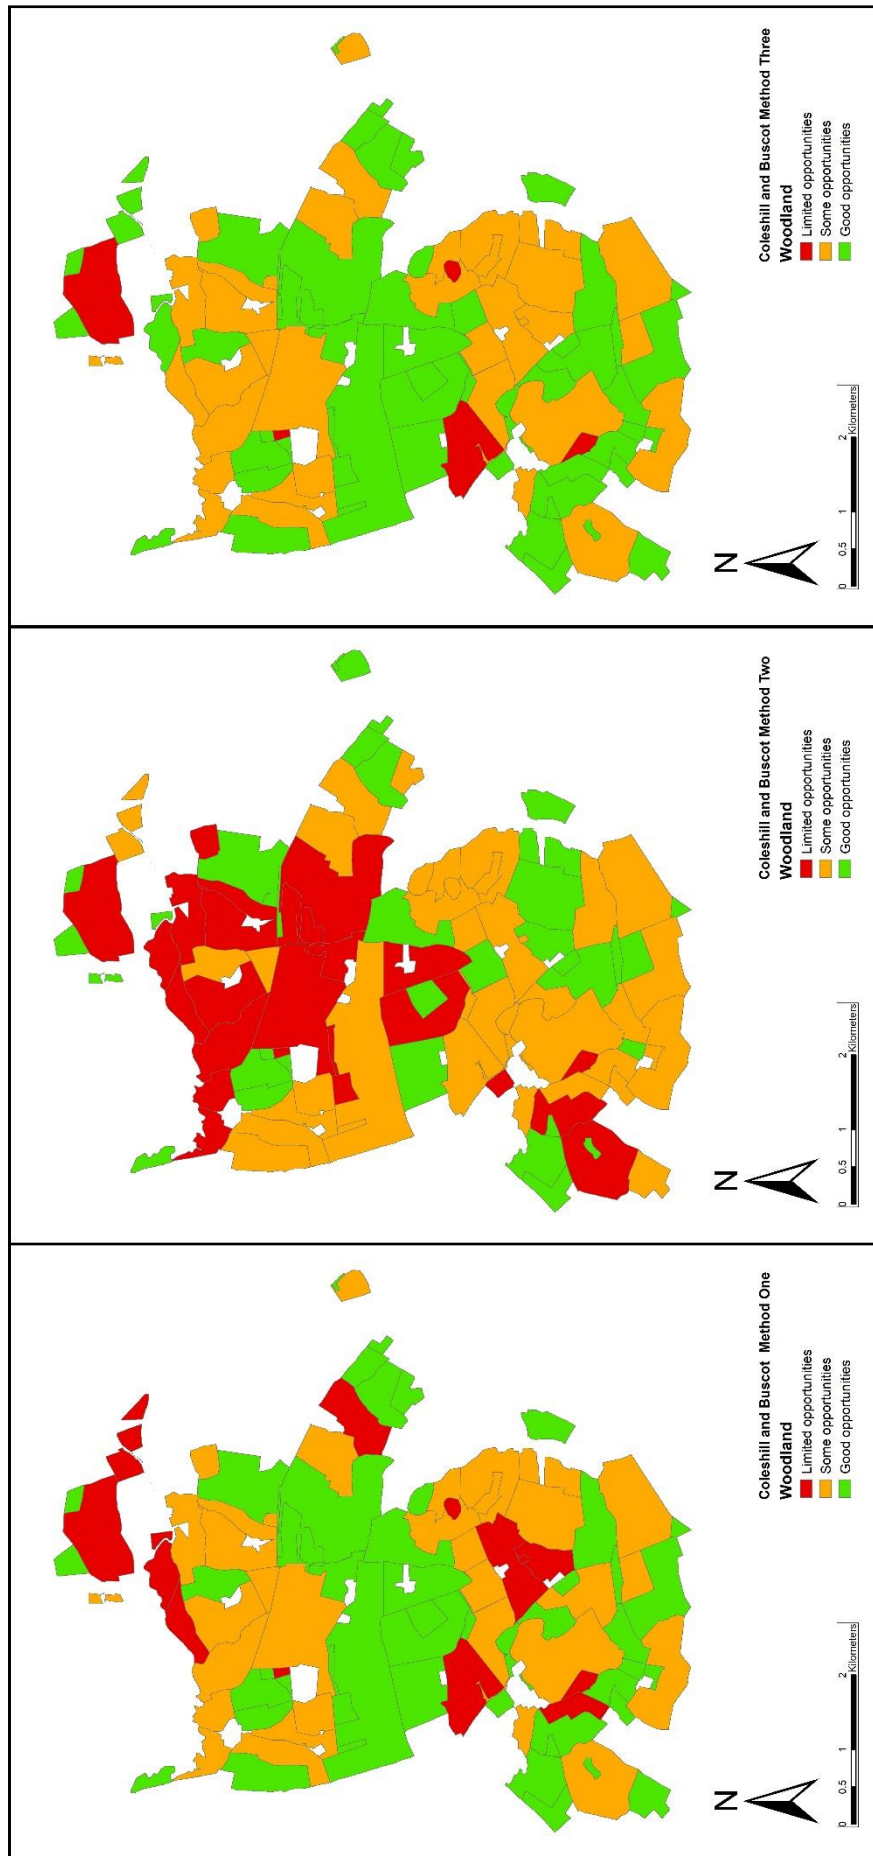 Coleshill and Buscot  Method One
Woodland
Limited opportunities
Some opportunities
Good opportunities
N
0 0.5 1 2
Kilometers
Coleshill and Buscot Method Two
Woodland
Limited opportunities
Some opportunities
Good opportunities
N
0 0.5 1 2
Kilometers
Coleshill and Buscot Method Three
Woodland
Limited opportunities
Some opportunities
Good opportunities
N
0 0.5 1 2
Kilometers